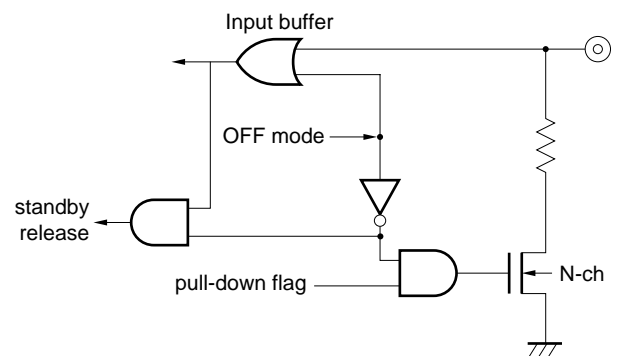 Input buffer
OFF mode
standby
release
pull-down flag
N-ch